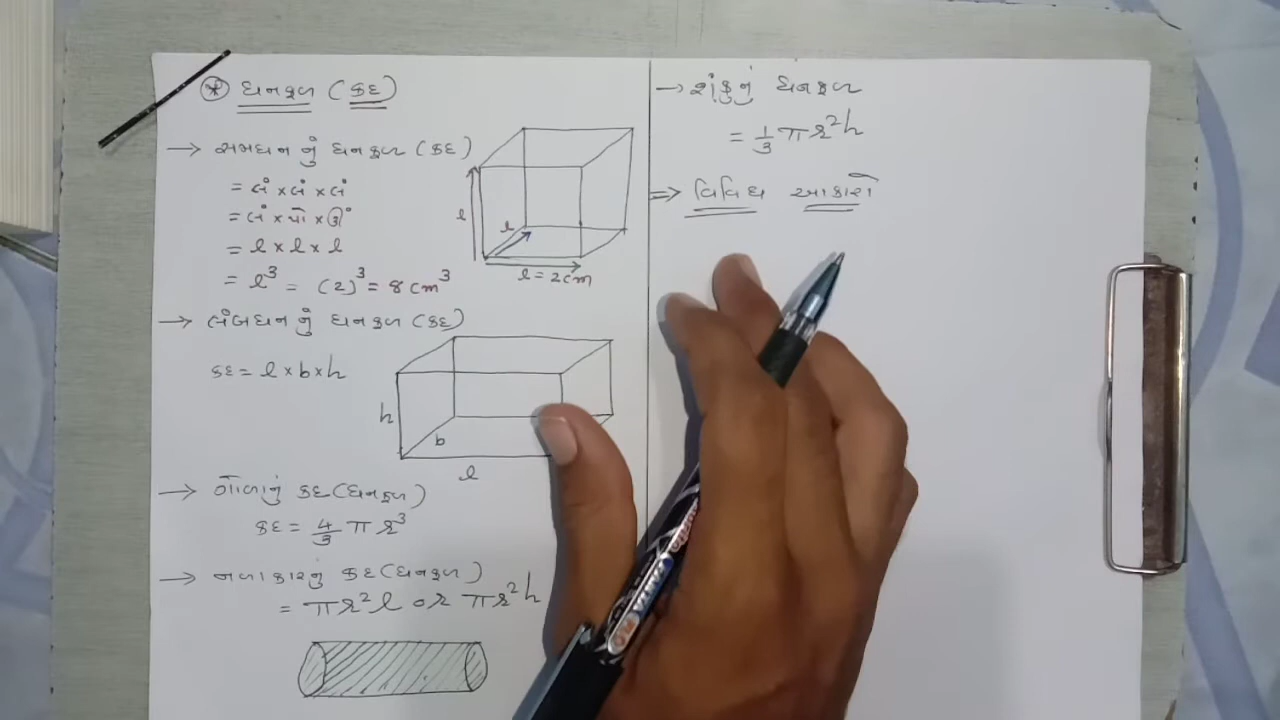 * ઘનફળ (કદ)
→ સમઘન નું ઘનફળ (કદ)
= લં × લં × લં
= લં × પો × ઊં
= l × l × l
= l³ = (2)³ = 8 cm³
l
l
l = 2cm
→ લંબઘન નું ઘનફળ (કદ)
કદ = l × b × h
h
b
l
→ ગોળાનું કદ (ઘનફળ)
કદ = 4/3 π r³
→ નળાકારનું કદ (ઘનફળ)
= πr²l or πr²h
→ શંકુનું ઘનફળ
= 1/3 πr²h
⇒ વિવિધ આકારો